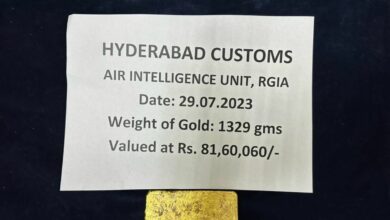 HYDERABAD CUSTOMS
AIR INTELLIGENCE UNIT, RGIA
Date: 29.07.2023
Weight of Gold: 1329 gms
Valued at Rs. 81,60,060/-